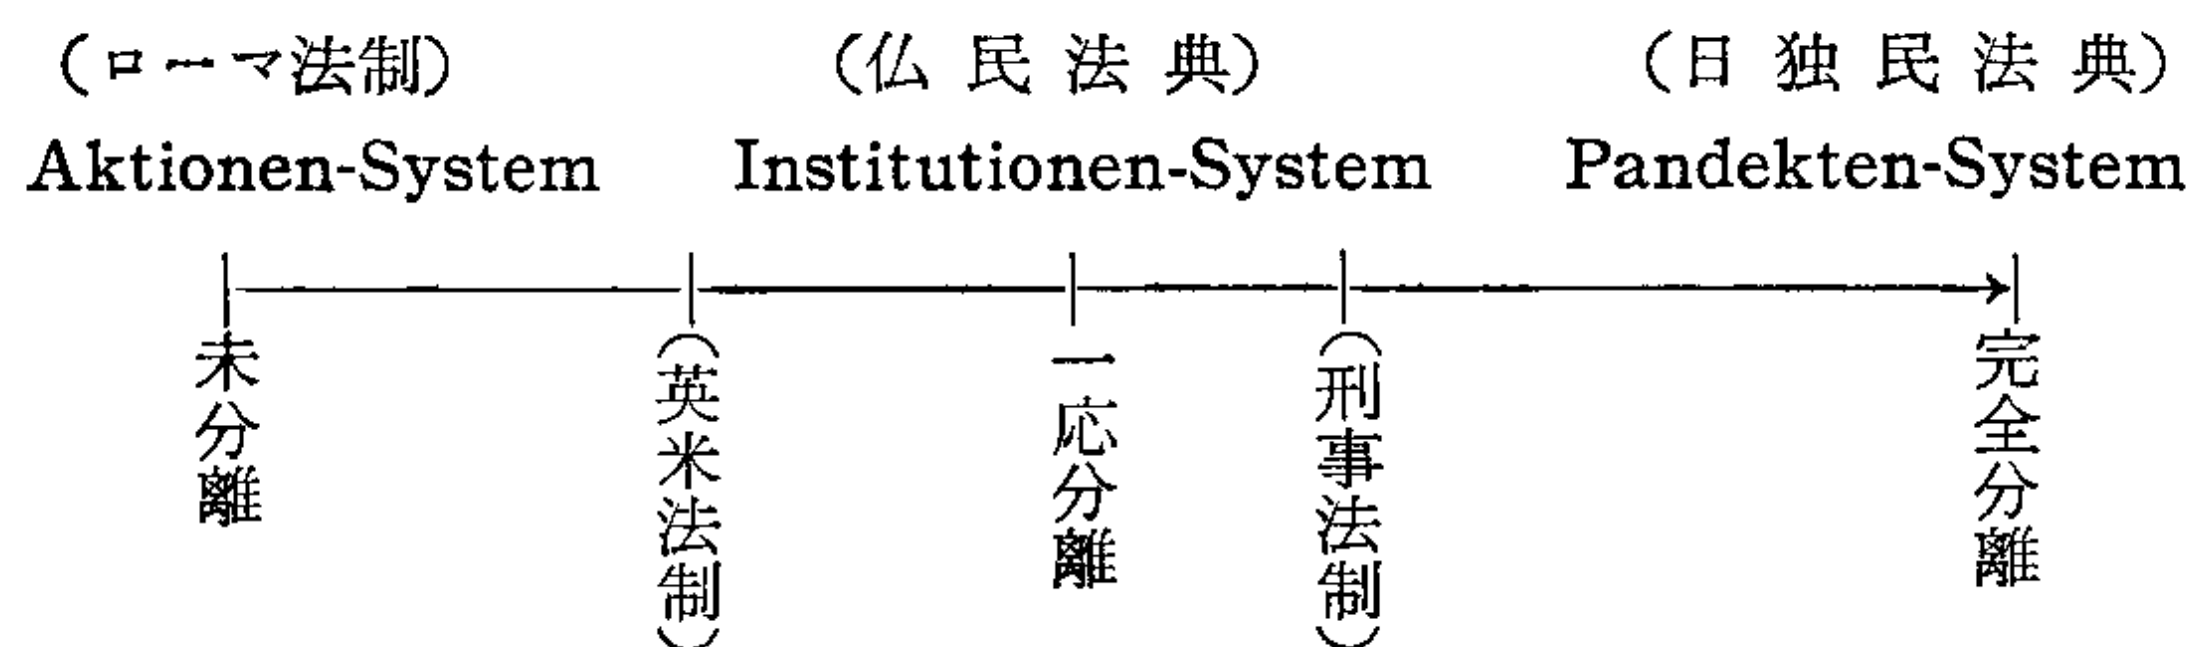 （ローマ法制）
（仏民法典）
（日独民法典）
Aktionen-System
Institutionen-System
Pandekten-System
未分離
（英米法制）
一応分離
（刑事法制）
完全分離